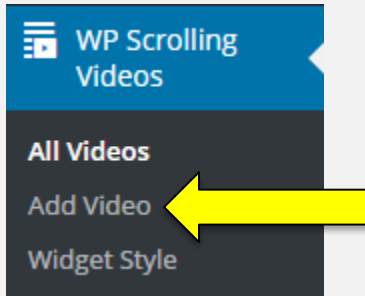 WP Scrolling
Videos
All Videos
Add Video
Widget Style